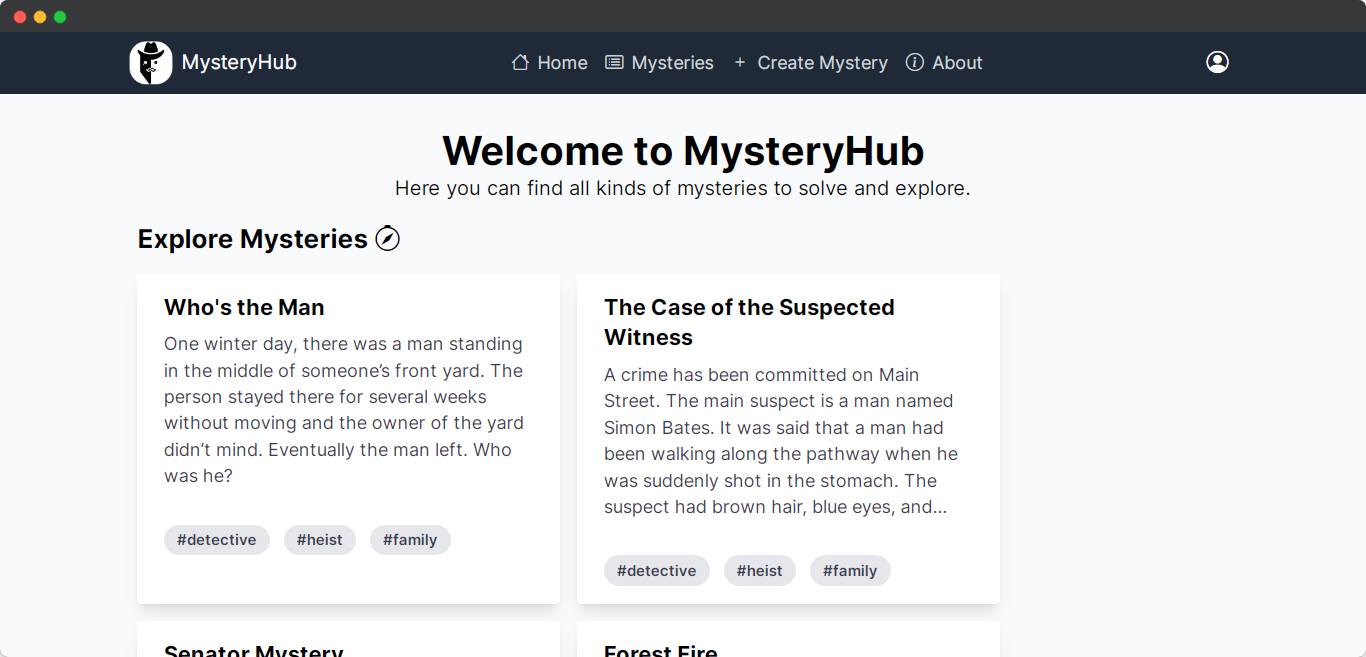 MysteryHub
Home
Mysteries
+ Create Mystery
About
Welcome to MysteryHub
Here you can find all kinds of mysteries to solve and explore.
Explore Mysteries
Who's the Man
One winter day, there was a man standing
in the middle of someone’s front yard. The
person stayed there for several weeks
without moving and the owner of the yard
didn’t mind. Eventually the man left. Who
was he?
#detective
#heist
#family
The Case of the Suspected
Witness
A crime has been committed on Main
Street. The main suspect is a man named
Simon Bates. It was said that a man had
been walking along the pathway when he
was suddenly shot in the stomach. The
suspect had brown hair, blue eyes, and...
#detective
#heist
#family
Senator Mystery
Forest Fire